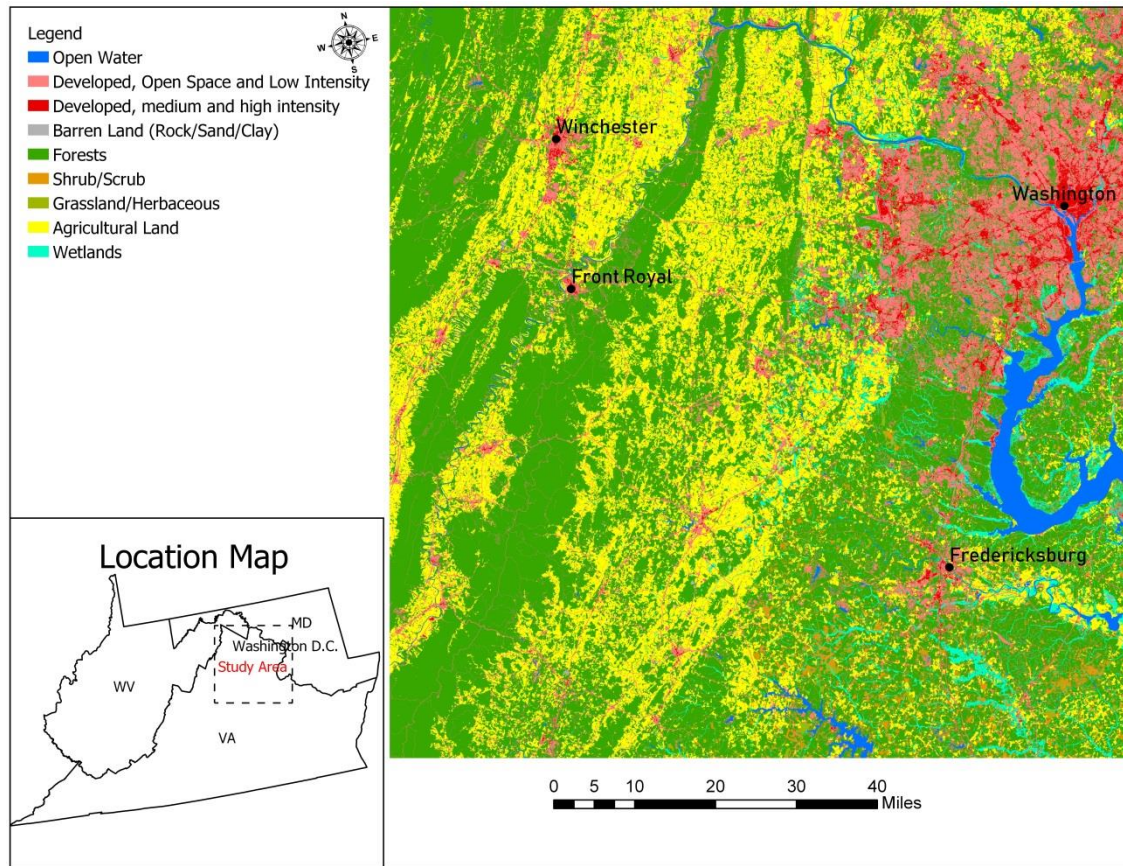 Legend
Open Water
Developed, Open Space and Low Intensity
Developed, medium and high intensity
Barren Land (Rock/Sand/Clay)
Forests
Shrub/Scrub
Grassland/Herbaceous
Agricultural Land
Wetlands
N
W E
S
Winchester
Washington
Front Royal
Fredericksburg
Location Map
MD
Washington D.C.
Study Area
WV
VA
0 5 10 20 30 40
Miles